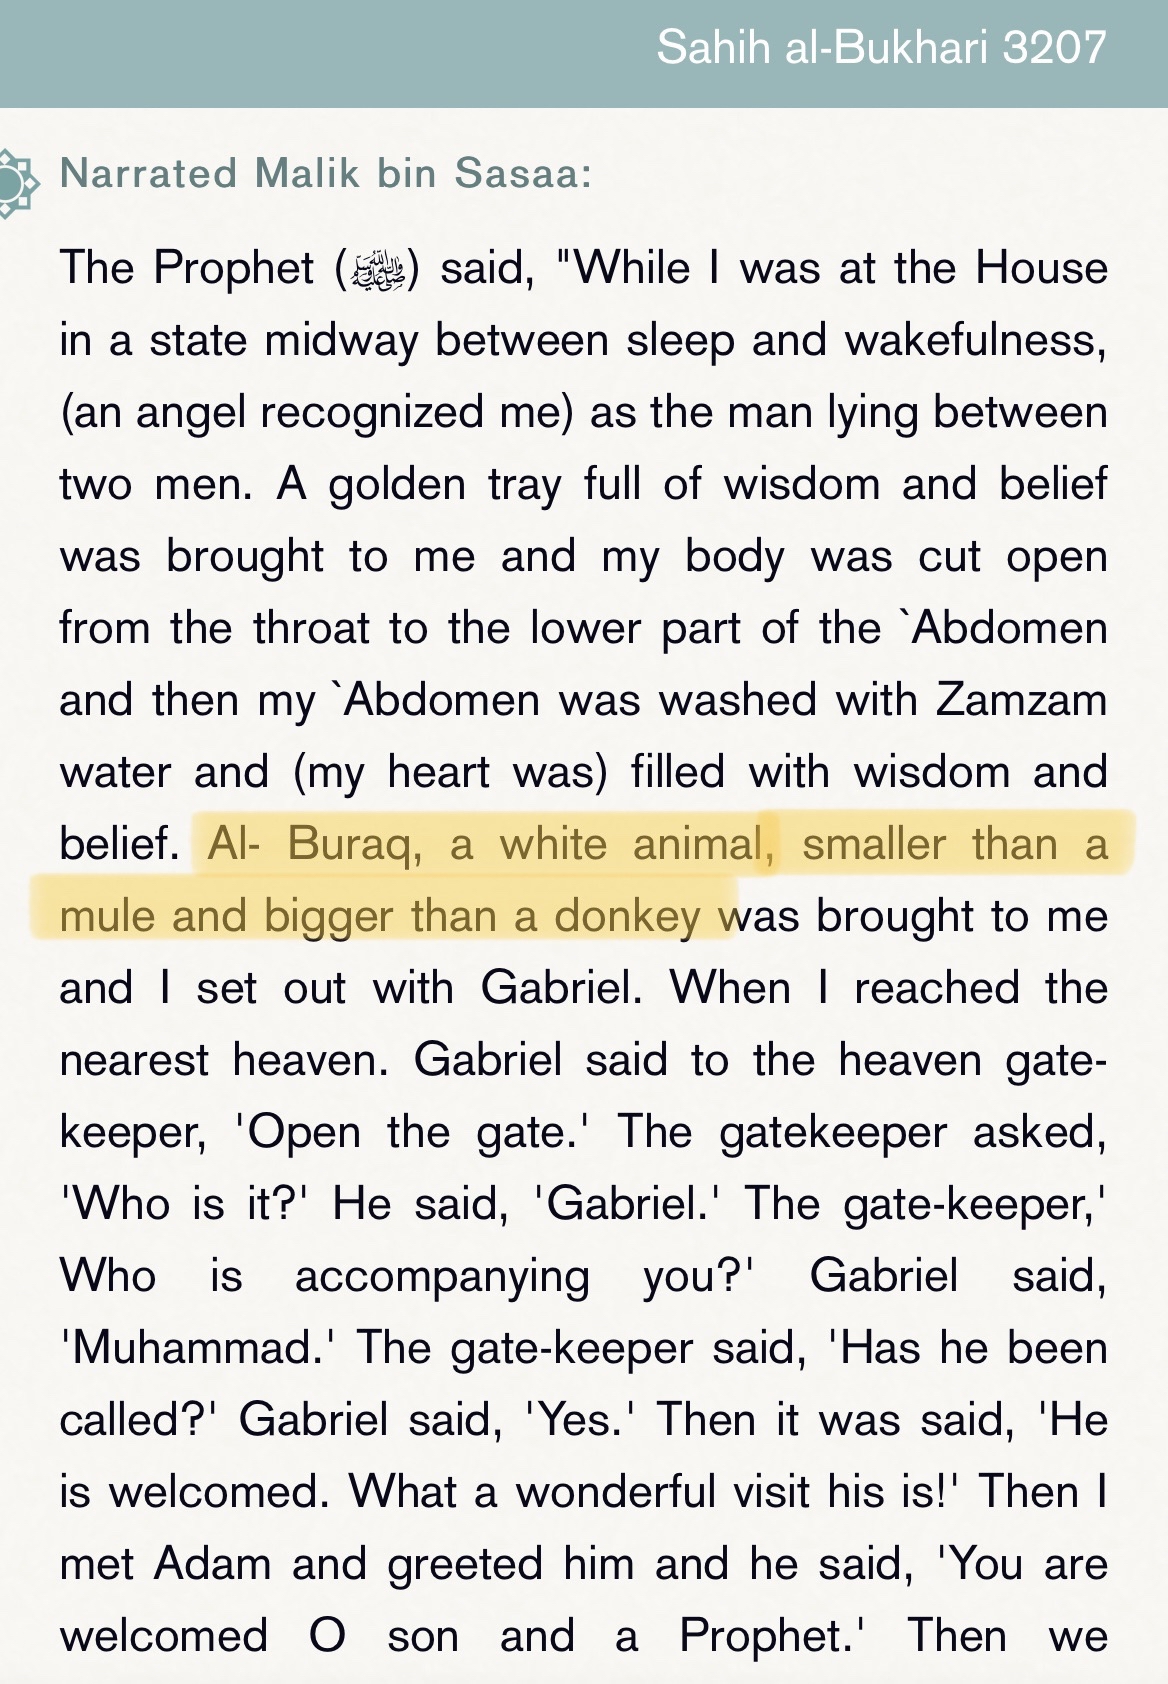 Sahih al-Bukhari 3207
Narrated Malik bin Sasaa:
The Prophet (ﷺ) said, "While I was at the House
in a state midway between sleep and wakefulness,
(an angel recognized me) as the man lying between
two men. A golden tray full of wisdom and belief
was brought to me and my body was cut open
from the throat to the lower part of the `Abdomen
and then my `Abdomen was washed with Zamzam
water and (my heart was) filled with wisdom and
belief. Al- Buraq, a white animal, smaller than a
mule and bigger than a donkey was brought to me
and I set out with Gabriel. When I reached the
nearest heaven. Gabriel said to the heaven gate-
keeper, 'Open the gate.' The gatekeeper asked,
'Who is it?' He said, 'Gabriel.' The gate-keeper,'
Who is accompanying you?' Gabriel said,
'Muhammad.' The gate-keeper said, 'Has he been
called?' Gabriel said, 'Yes.' Then it was said, 'He
is welcomed. What a wonderful visit his is!' Then I
met Adam and greeted him and he said, 'You are
welcomed O son and a Prophet.' Then we